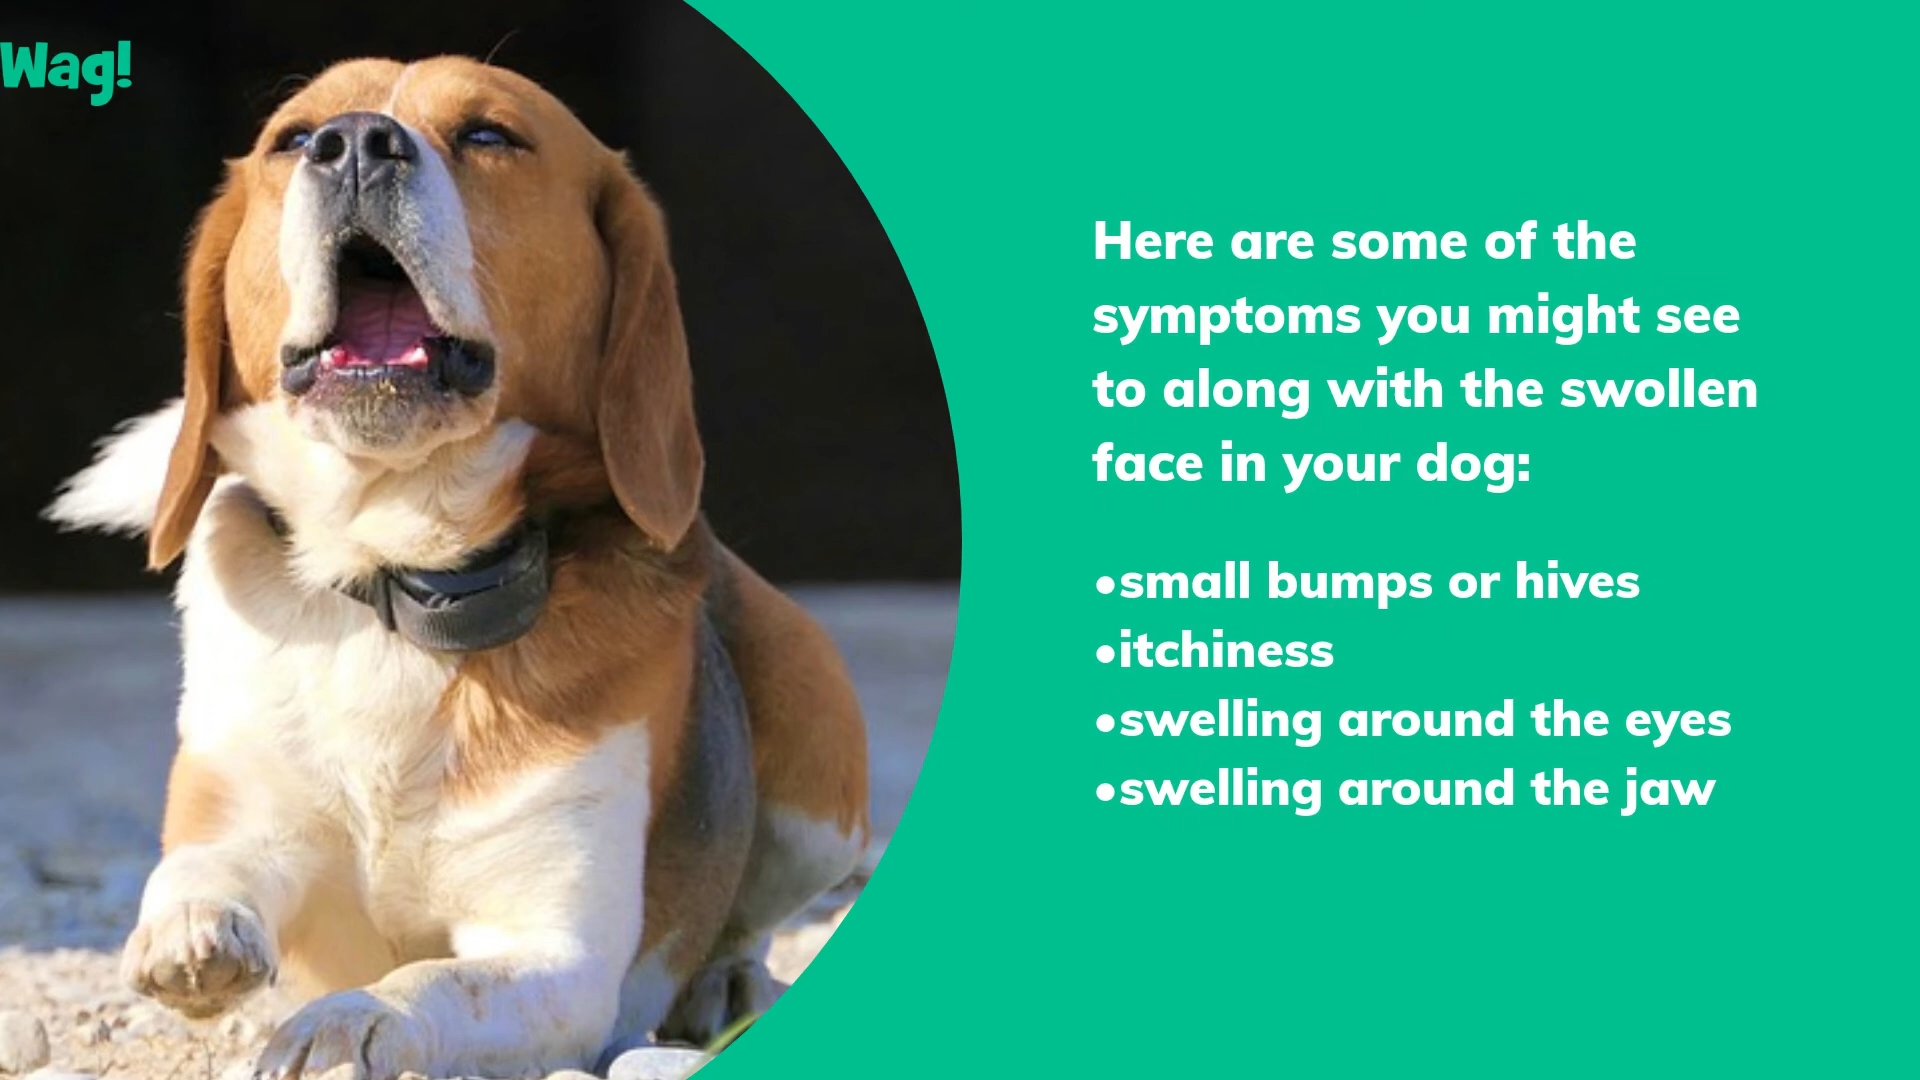 Wag!
Here are some of the
symptoms you might see
to along with the swollen
face in your dog:
•small bumps or hives
•itchiness
•swelling around the eyes
•swelling around the jaw